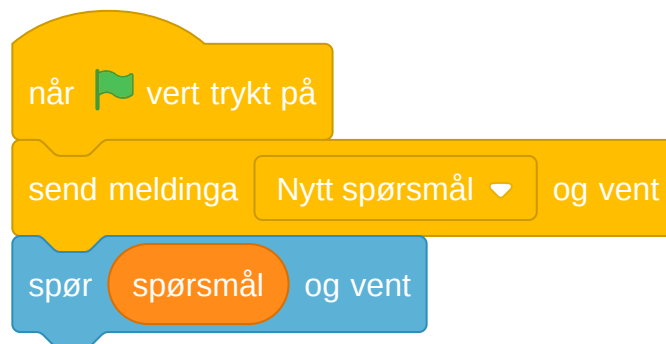 når vert trykt på
send meldinga Nytt spørsmål og vent
spør spørsmål og vent